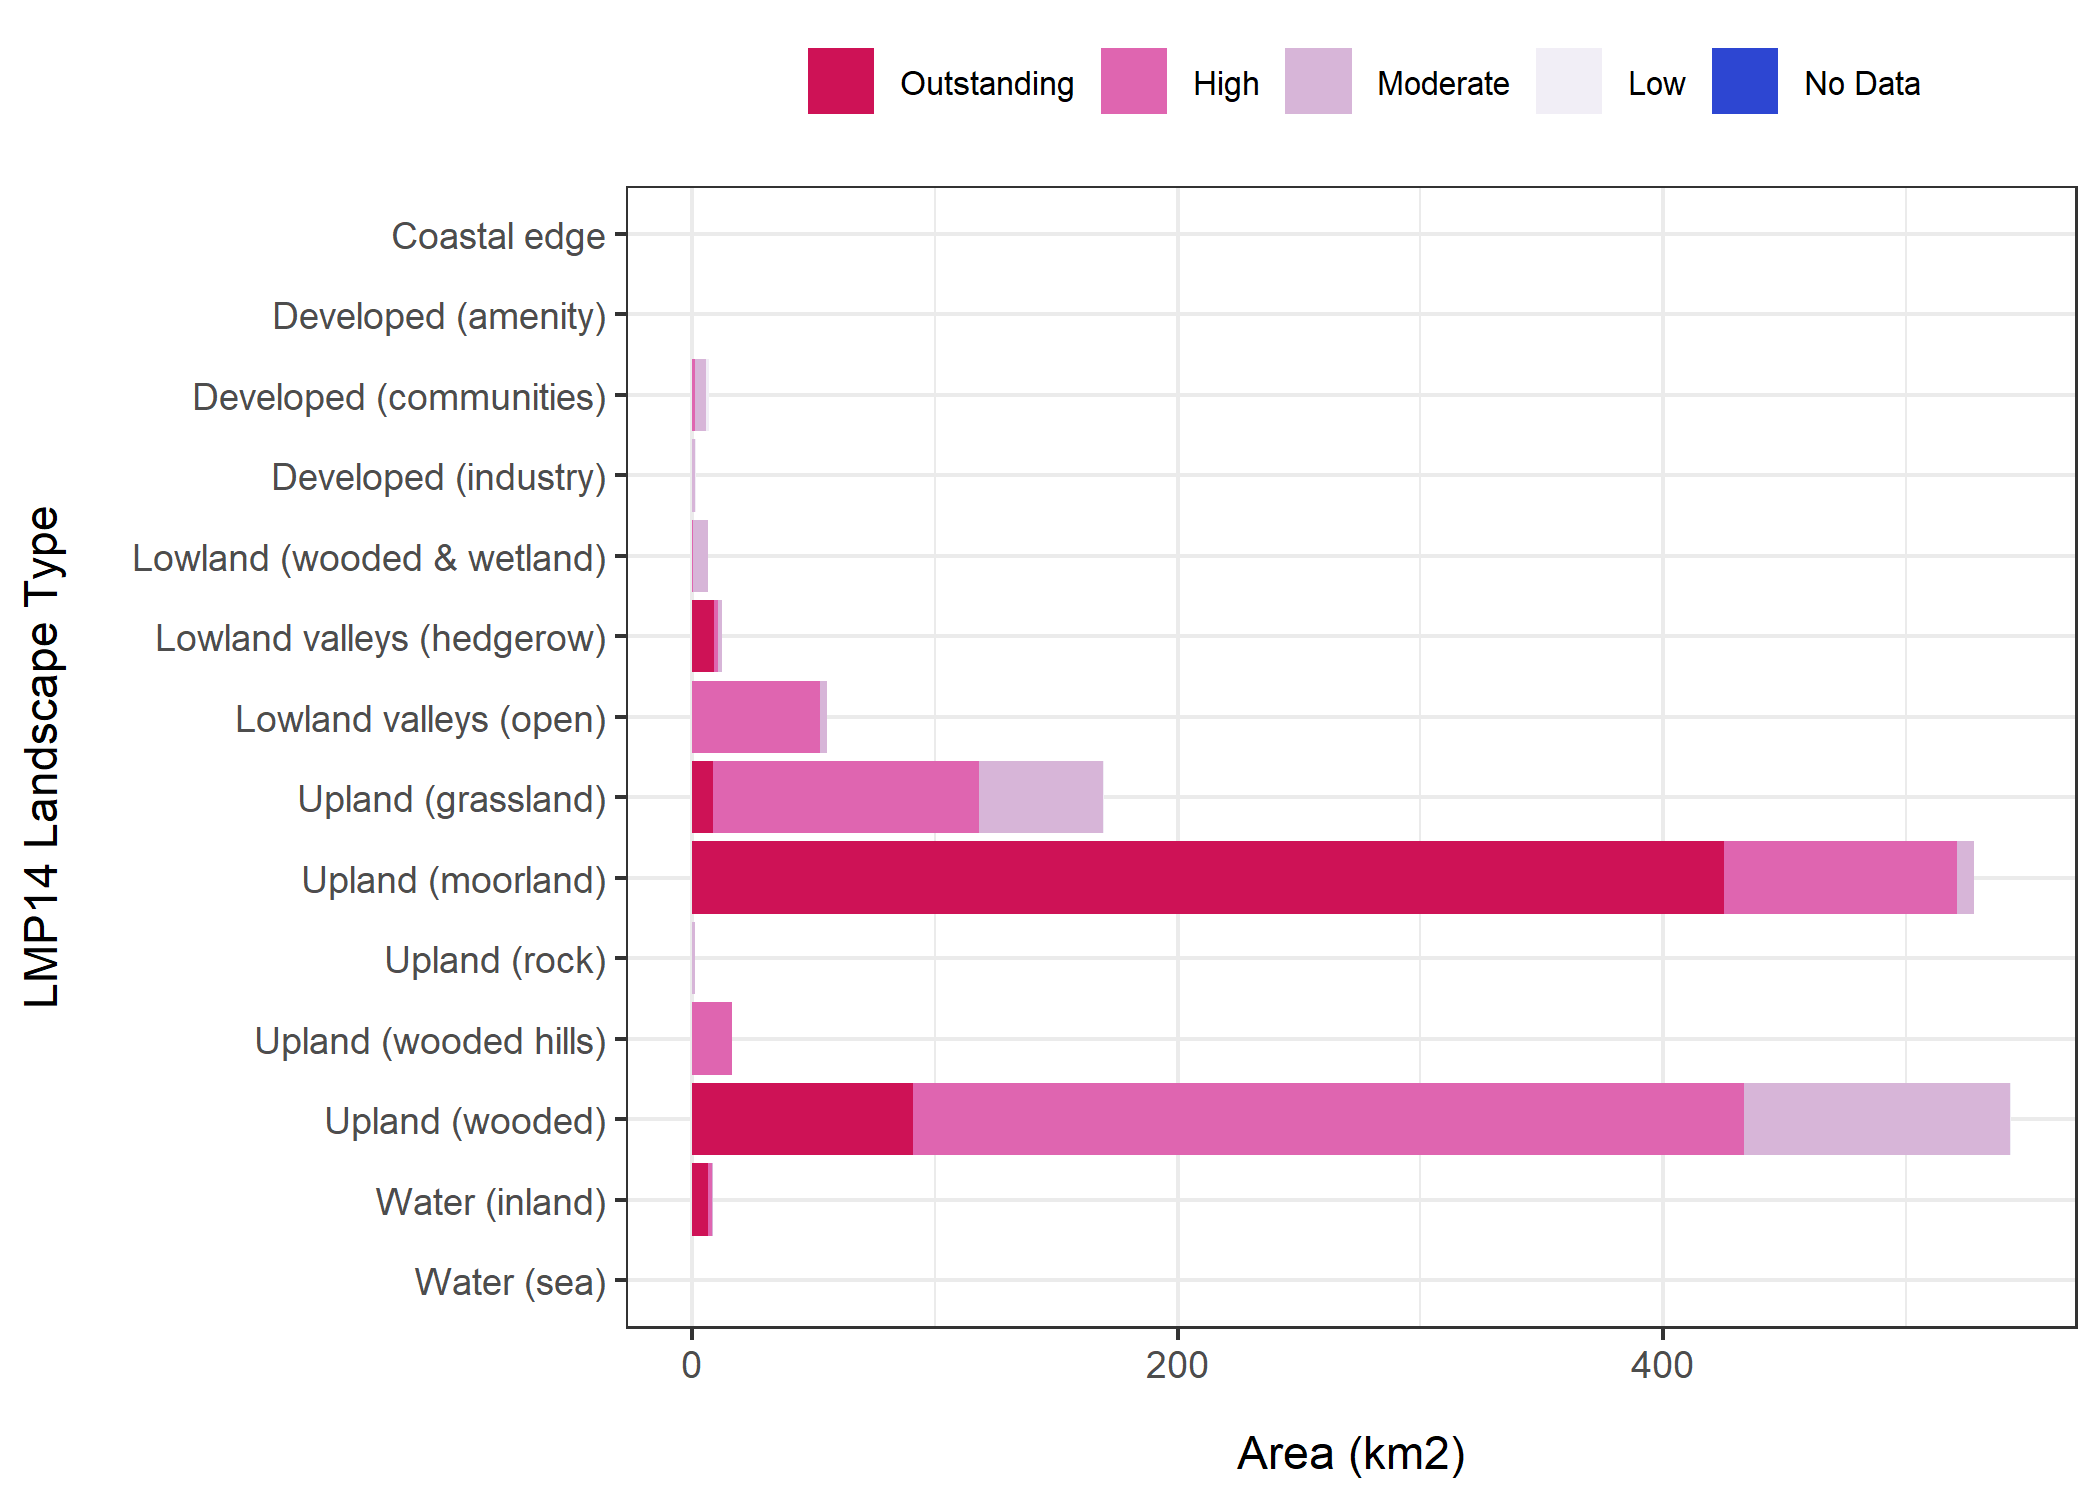 Outstanding High Moderate Low No Data
LMP14 Landscape Type
Coastal edge
Developed (amenity)
Developed (communities)
Developed (industry)
Lowland (wooded & wetland)
Lowland valleys (hedgerow)
Lowland valleys (open)
Upland (grassland)
Upland (moorland)
Upland (rock)
Upland (wooded hills)
Upland (wooded)
Water (inland)
Water (sea)
0 200 400
Area (km2)